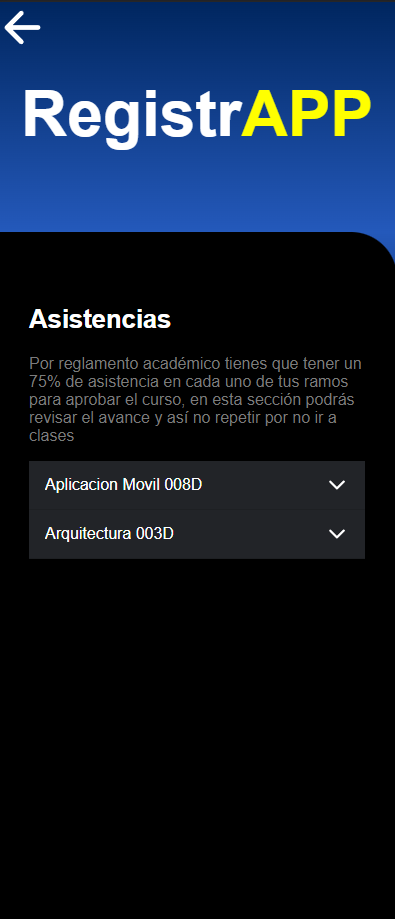 RegistrAPP
Asistencias
Por reglamento académico tienes que tener un
75% de asistencia en cada uno de tus ramos
para aprobar el curso, en esta sección podrás
revisar el avance y así no repetir por no ir a
clases
Aplicacion Movil 008D
Arquitectura 003D